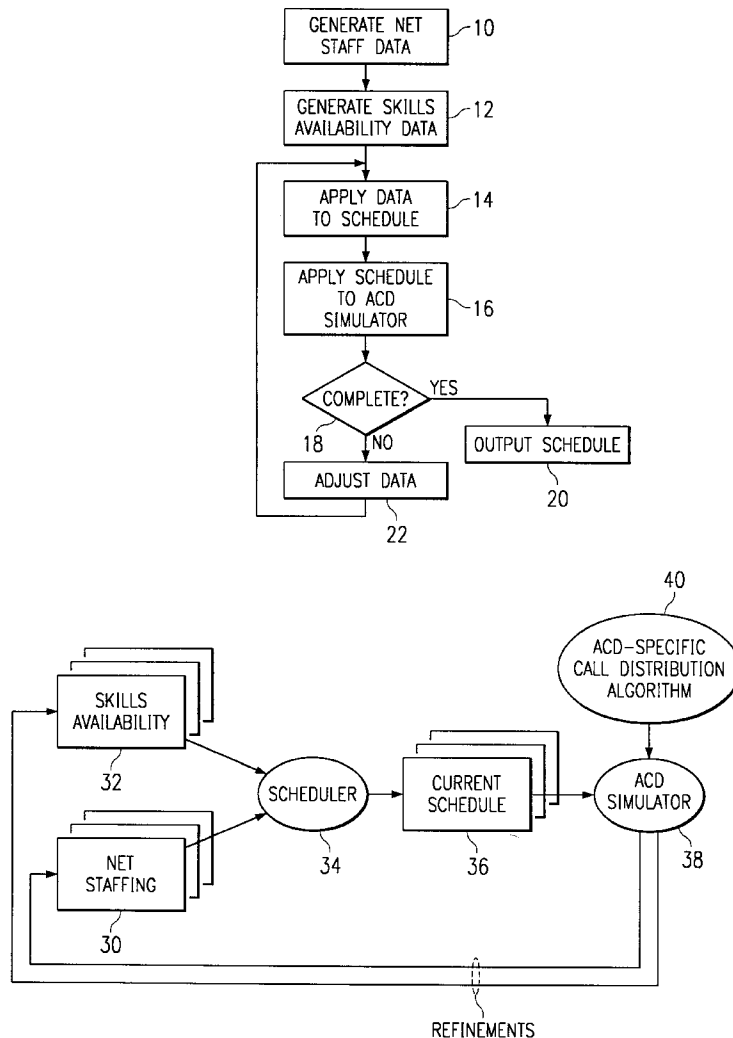 GENERATE NET
STAFF DATA
10
GENERATE SKILLS
AVAILABILITY DATA
12
APPLY DATA
TO SCHEDULE
14
APPLY SCHEDULE
TO ACD
SIMULATOR
16
COMPLETE?
YES
18
NO
OUTPUT SCHEDULE
20
ADJUST DATA
22
40
ACD-SPECIFIC
CALL DISTRIBUTION
ALGORITHM
SKILLS
AVAILABILITY
32
SCHEDULER
34
CURRENT
SCHEDULE
36
ACD
SIMULATOR
38
NET
STAFFING
30
REFINEMENTS